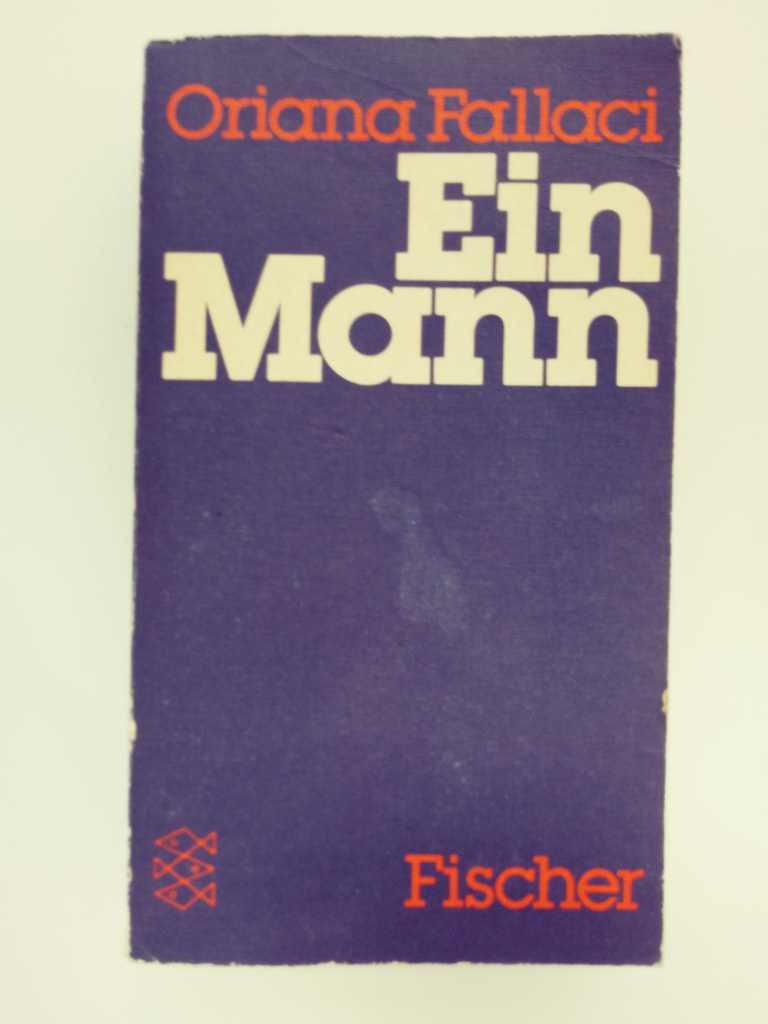 Oriana Fallaci
Ein
Mann
Fischer